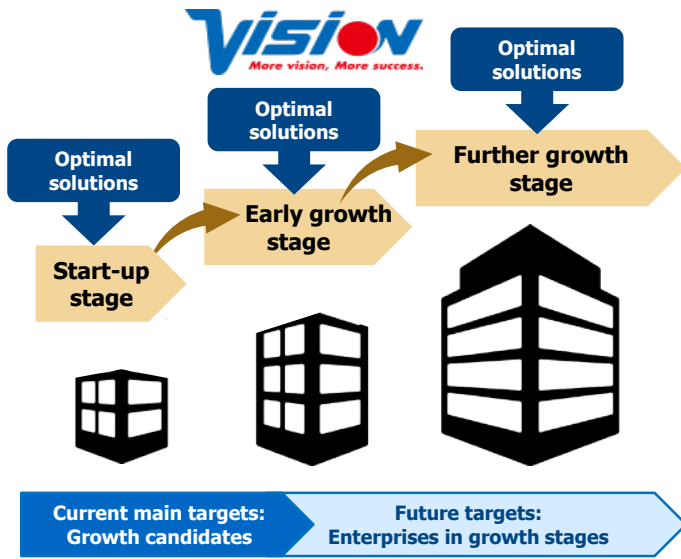 VISION
More vision, More success.
Optimal
solutions
Optimal
solutions
Optimal
solutions
Start-up
stage
Early growth
stage
Further growth
stage
Current main targets:
Growth candidates
Future targets:
Enterprises in growth stages